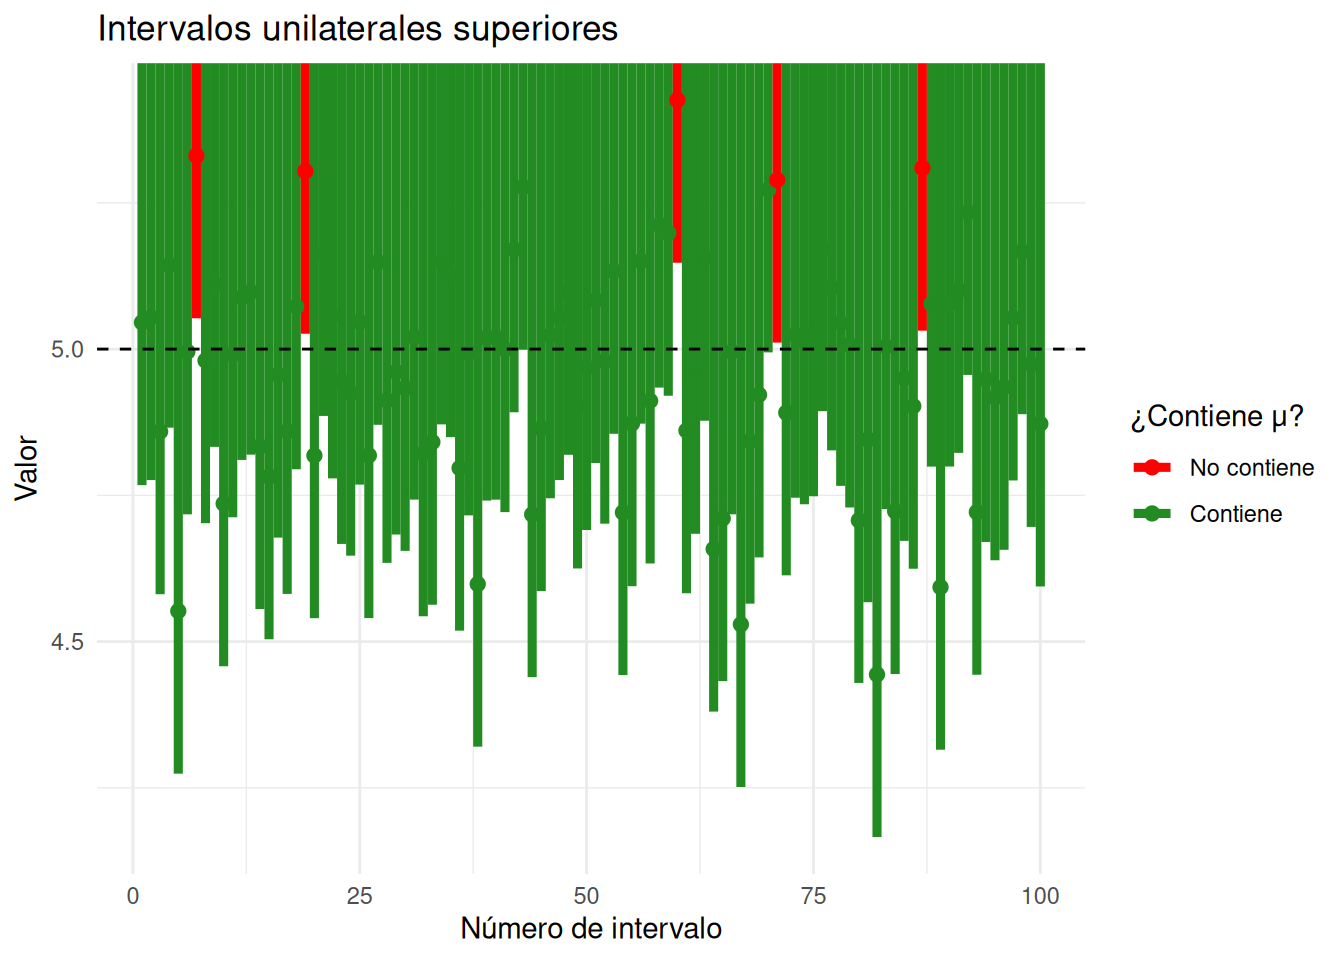 Intervalos unilaterales superiores
5.0
4.5
Valor
0
25
50
75
100
Número de intervalo
¿Contiene μ?
No contiene
Contiene